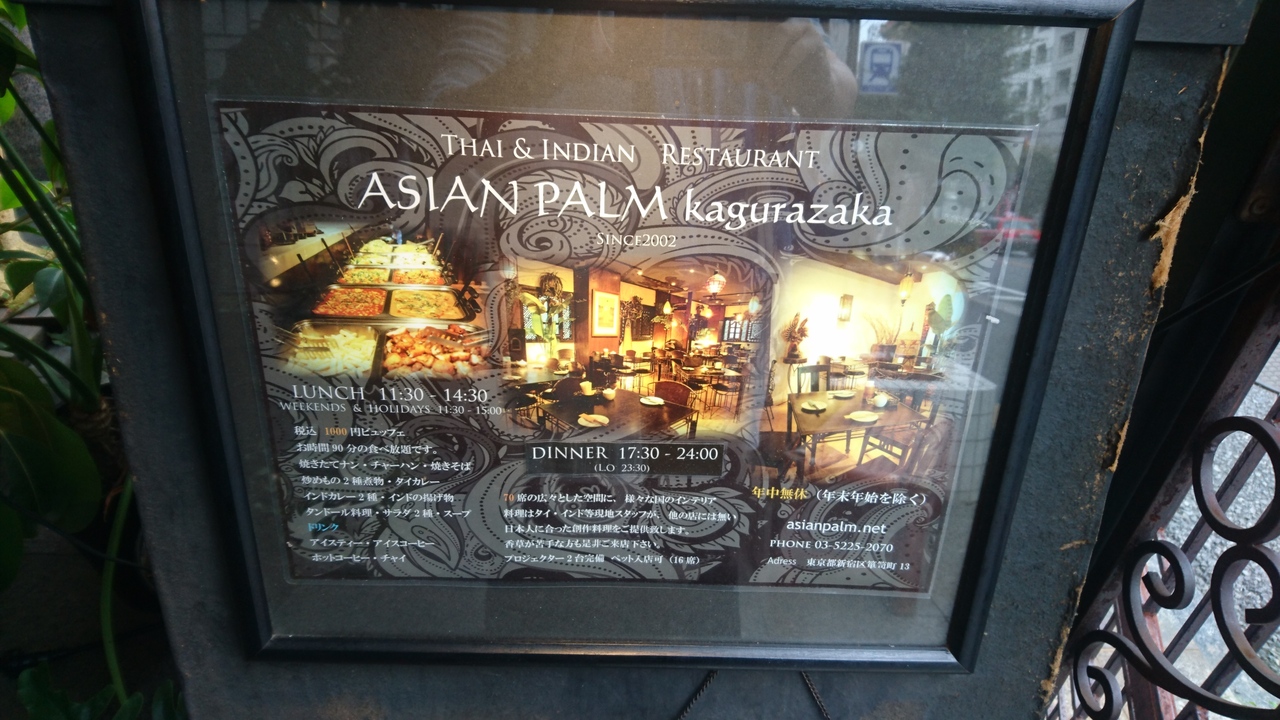 THAI & INDIAN RESTAURANT
ASIAN PALM kagurazaka
SINCE2002
LUNCH 11:30 - 14:30
WEEKENDS & HOLIDAYS 11:30 - 15:00
税込 1000円ビュッフェ
お時間90分の食べ放題です。
焼きたてナン・チャーハン・焼きそば
炒めもの2種煮物・タイカレー
インドカレー2種・インドの揚げ物
タンドール料理・サラダ2種・スープ
ドリンク
アイスティー・アイスコーヒー
ホットコーヒー・チャイ
DINNER 17:30 - 24:00
(L.O 23:30)
70席の広々とした空間に、様々な国のインテリア
料理はタイ・インド等現地スタッフが、他の店には無い
日本人に合った創作料理をご提供致します。
香草が苦手な方も是非ご来店下さい。
プロジェクター2台完備 ペット入店可(16席)
年中無休(年末年始を除く)
asianpalm.net
PHONE 03-5225-2070
Adress 東京都新宿区箪笥町13